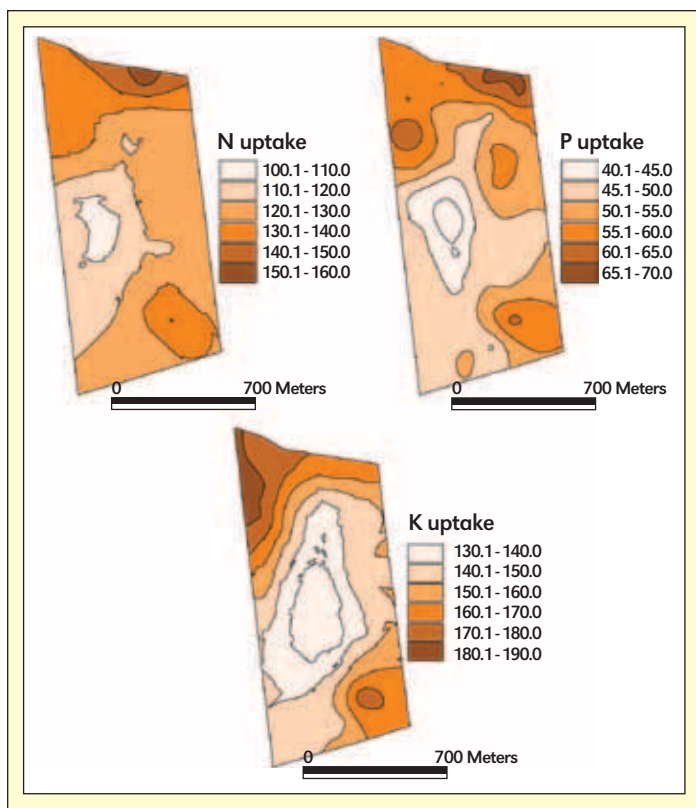 N uptake
100.1 - 110.0
110.1 - 120.0
120.1 - 130.0
130.1 - 140.0
140.1 - 150.0
150.1 - 160.0
0 700 Meters
P uptake
40.1 - 45.0
45.1 - 50.0
50.1 - 55.0
55.1 - 60.0
60.1 - 65.0
65.1 - 70.0
0 700 Meters
K uptake
130.1 - 140.0
140.1 - 150.0
150.1 - 160.0
160.1 - 170.0
170.1 - 180.0
180.1 - 190.0
0 700 Meters